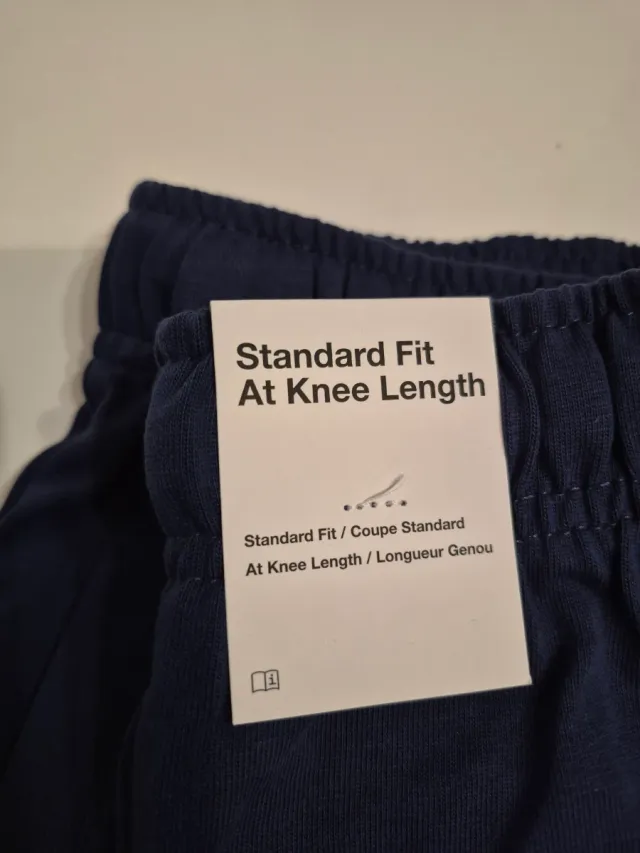 Standard Fit
At Knee Length
Standard Fit / Coupe Standard
At Knee Length / Longueur Genou
i